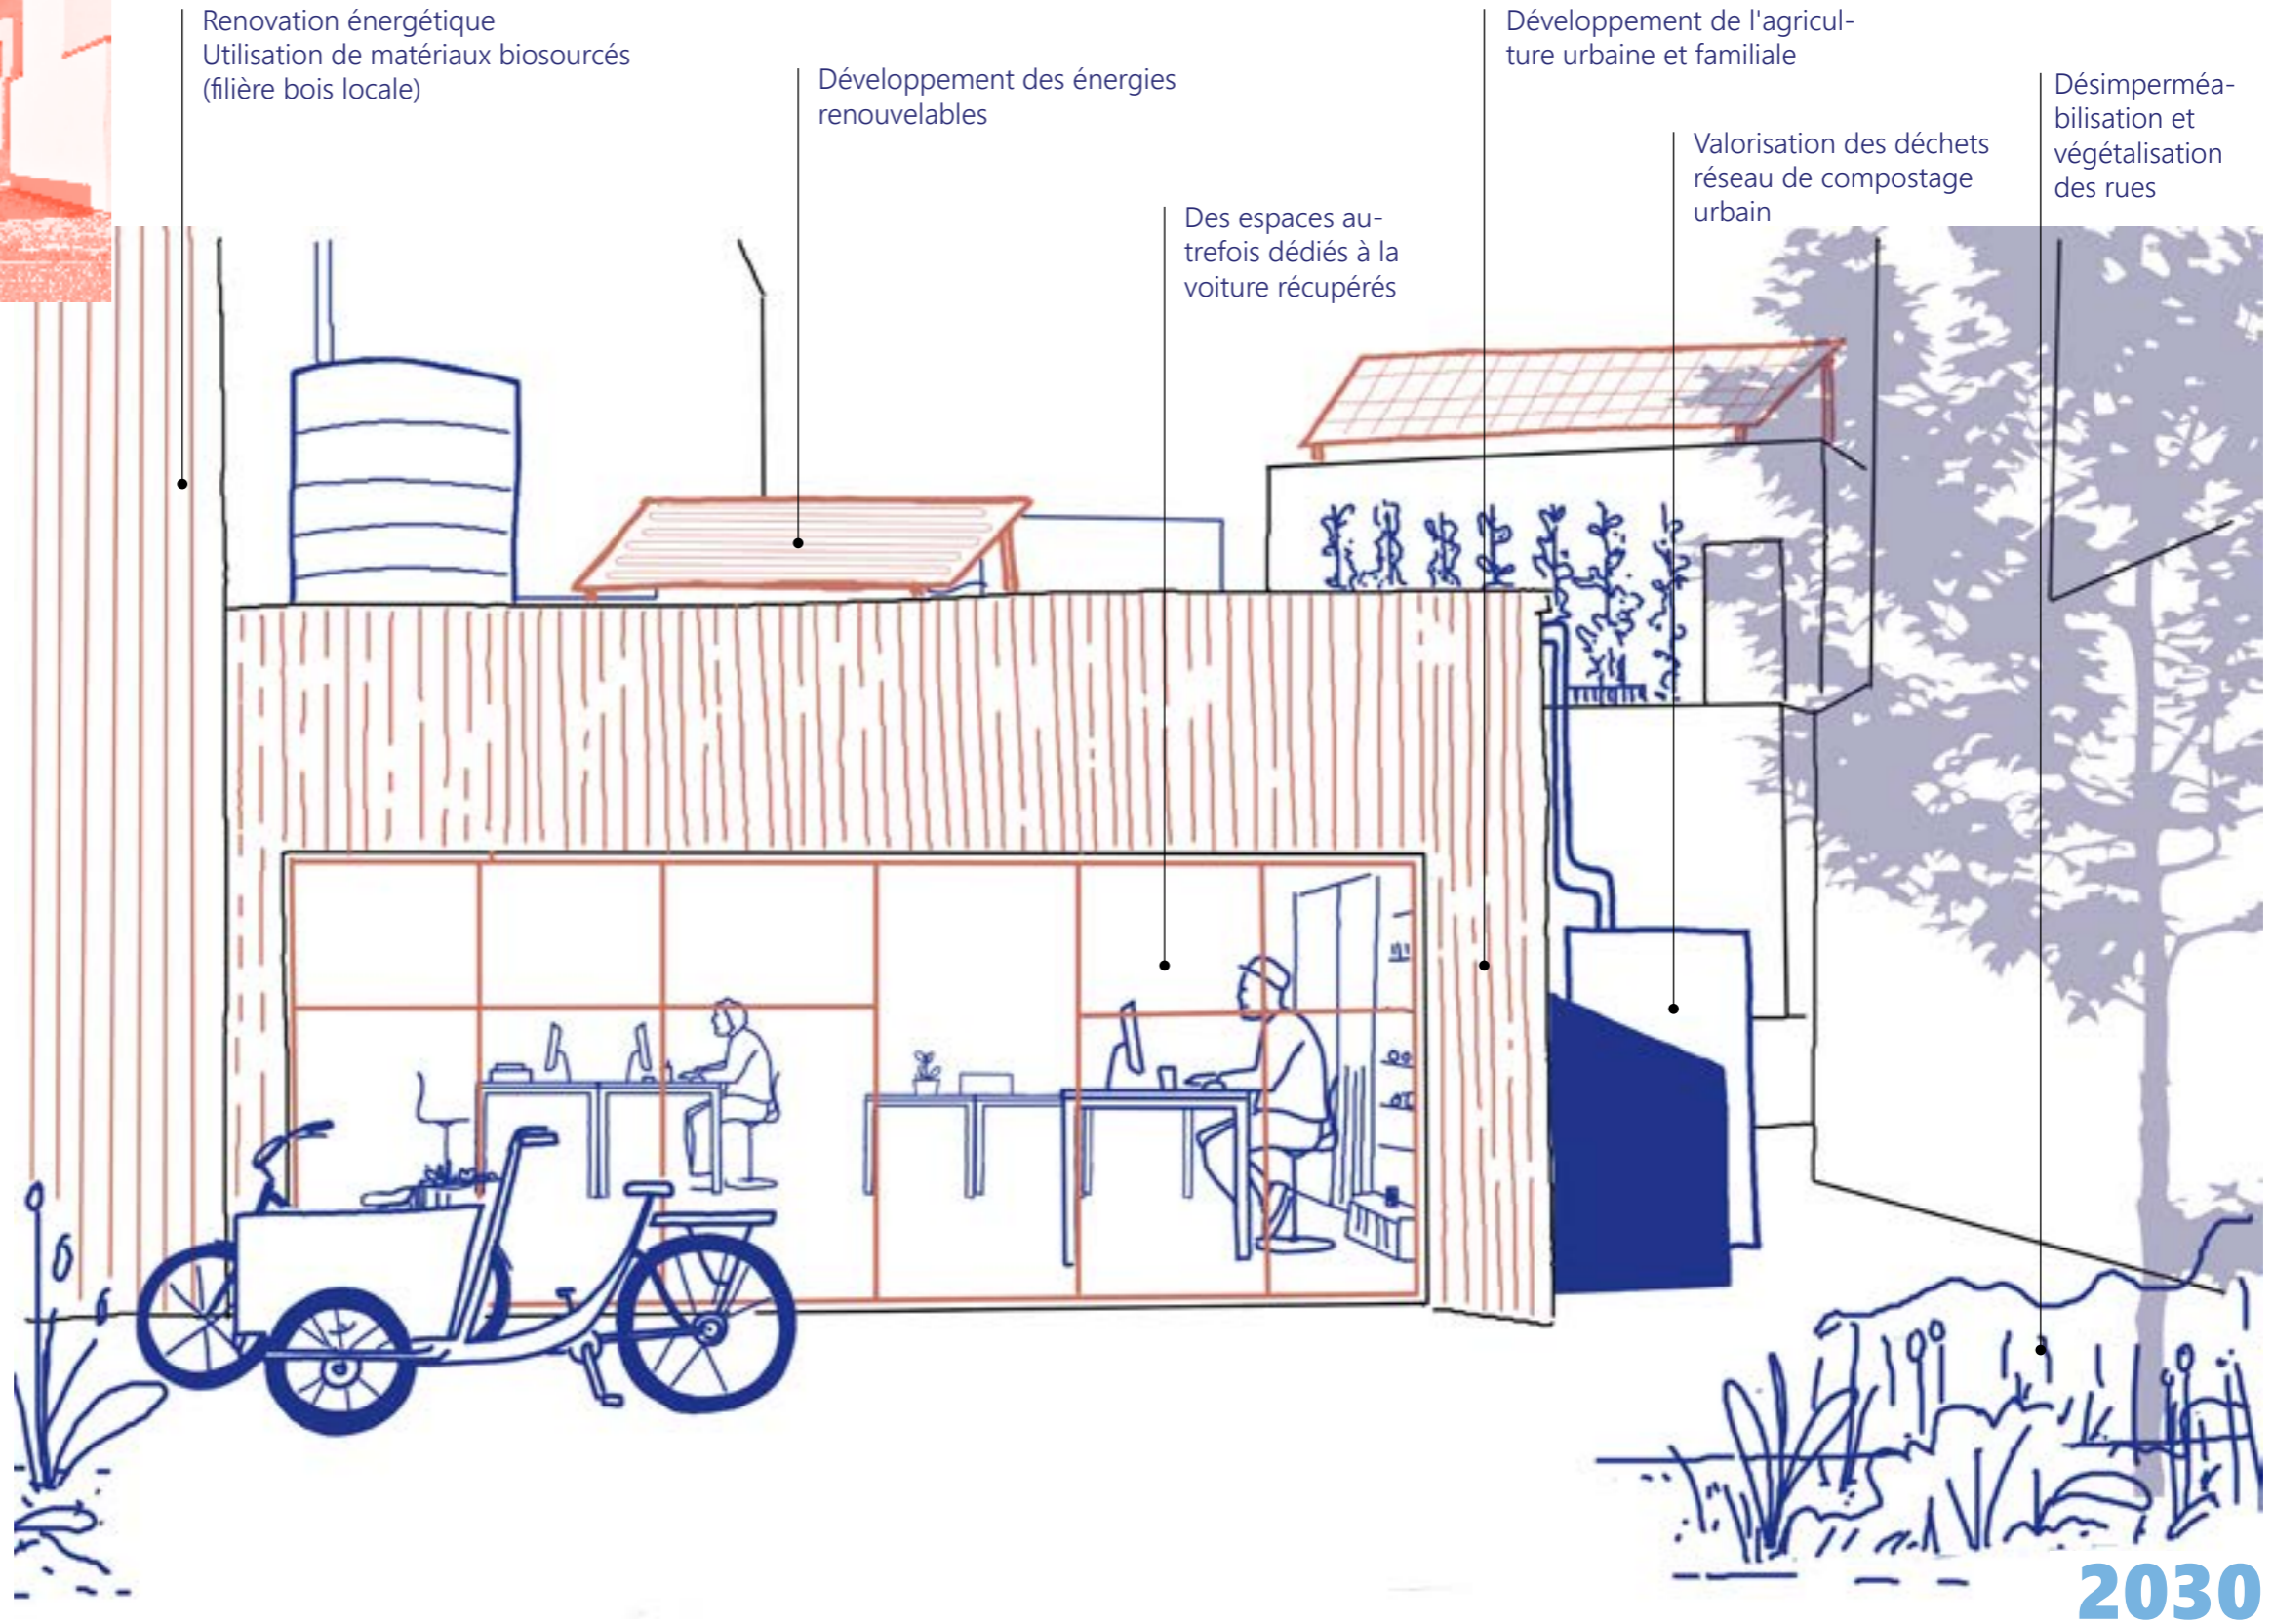 Renovation énergétique
Utilisation de matériaux biosourcés
(filière bois locale)
Développement des énergies
renouvelables
Des espaces au-
trefois dédiés à la
voiture récupérés
Développement de l'agricul-
ture urbaine et familiale
Valorisation des déchets
réseau de compostage
urbain
Désimperméa-
bilisation et
végétalisation
des rues
2030